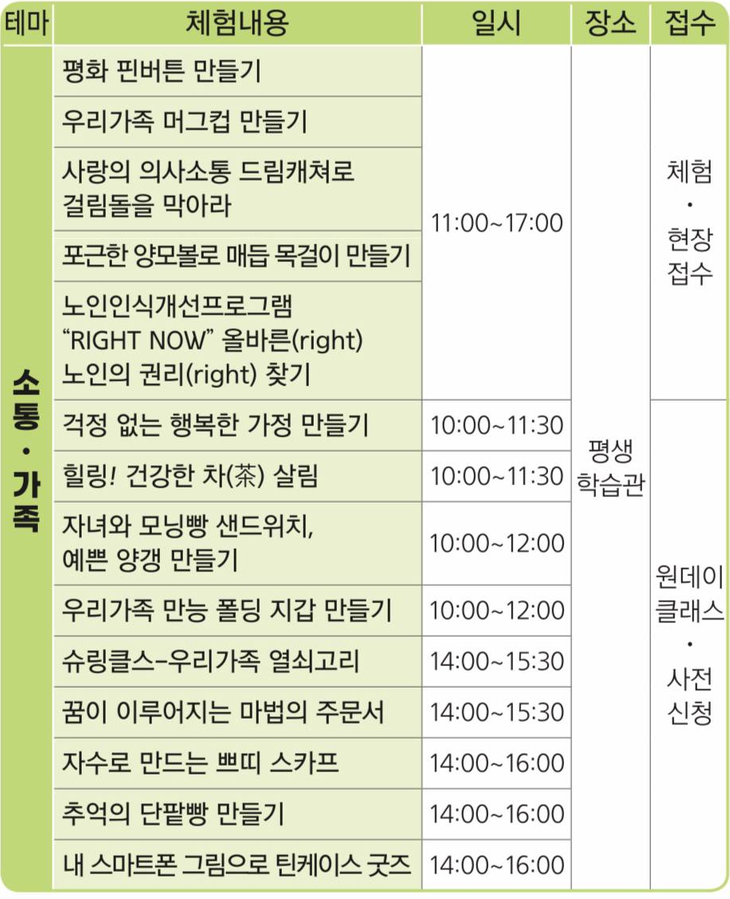 테마 체험내용 일시 장소 접수
소통·가족
평화 핀버튼 만들기
우리가족 머그컵 만들기
사랑의 의사소통 드림캐쳐로
걸림돌을 막아라
포근한 양모볼로 매듭 목걸이 만들기
노인인식개선프로그램
“RIGHT NOW” 올바른(right)
노인의 권리(right) 찾기
11:00~17:00
체험
·
현장
접수
걱정 없는 행복한 가정 만들기 10:00~11:30
힐링! 건강한 차(茶) 살림 10:00~11:30
자녀와 모닝빵 샌드위치,
예쁜 양갱 만들기
10:00~12:00
우리가족 만능 폴딩 지갑 만들기 10:00~12:00
슈링클스-우리가족 열쇠고리 14:00~15:30
꿈이 이루어지는 마법의 주문서 14:00~15:30
자수로 만드는 쁘띠 스카프 14:00~16:00
추억의 단팥빵 만들기 14:00~16:00
내 스마트폰 그림으로 틴케이스 굿즈 14:00~16:00
평생
학습관
원데이
클래스
·
사전
신청